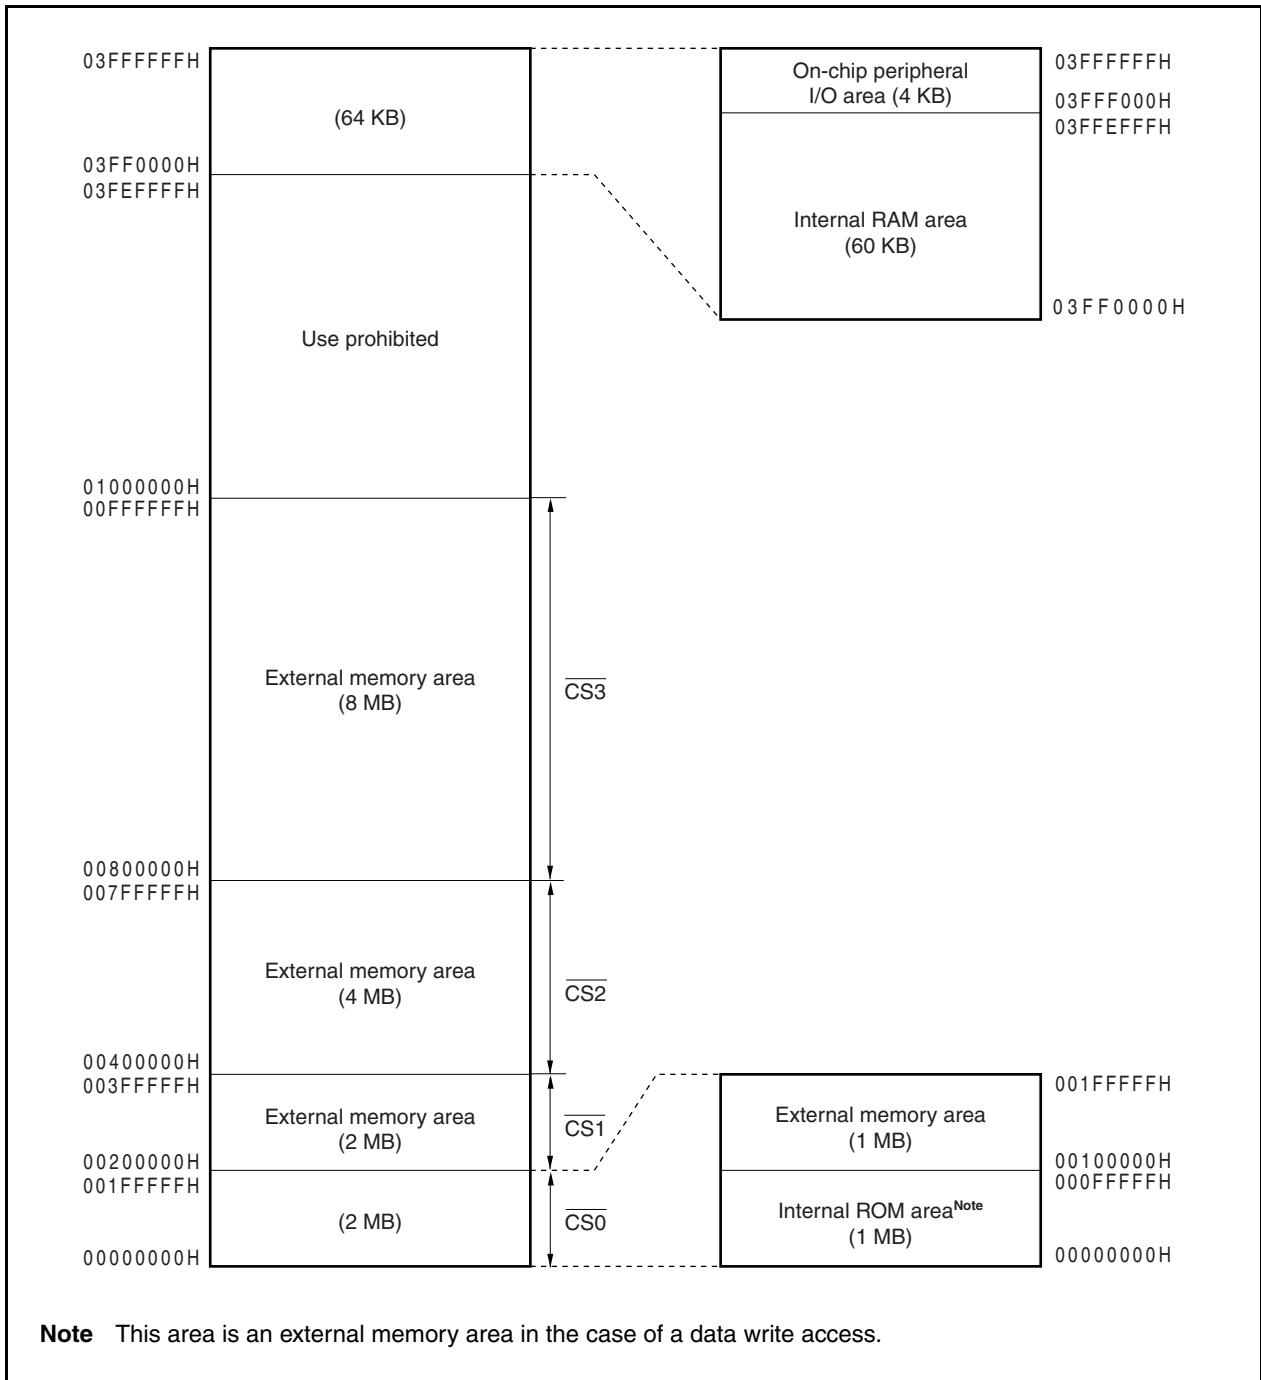 03FFFFFFH
(64 KB)
03FF0000H
03FEFFFFH
Use prohibited
01000000H
00FFFFFFH
External memory area
(8 MB)
CS3
00800000H
007FFFFFH
External memory area
(4 MB)
CS2
00400000H
003FFFFFH
External memory area
(2 MB)
CS1
00200000H
001FFFFFH
(2 MB)
CS0
00000000H
On-chip peripheral
I/O area (4 KB)
03FFFFFFH
03FFF000H
03FFEFFFH
Internal RAM area
(60 KB)
03FF0000H
001FFFFFH
External memory area
(1 MB)
00100000H
000FFFFFH
Internal ROM areaNote
(1 MB)
00000000H
Note This area is an external memory area in the case of a data write access.